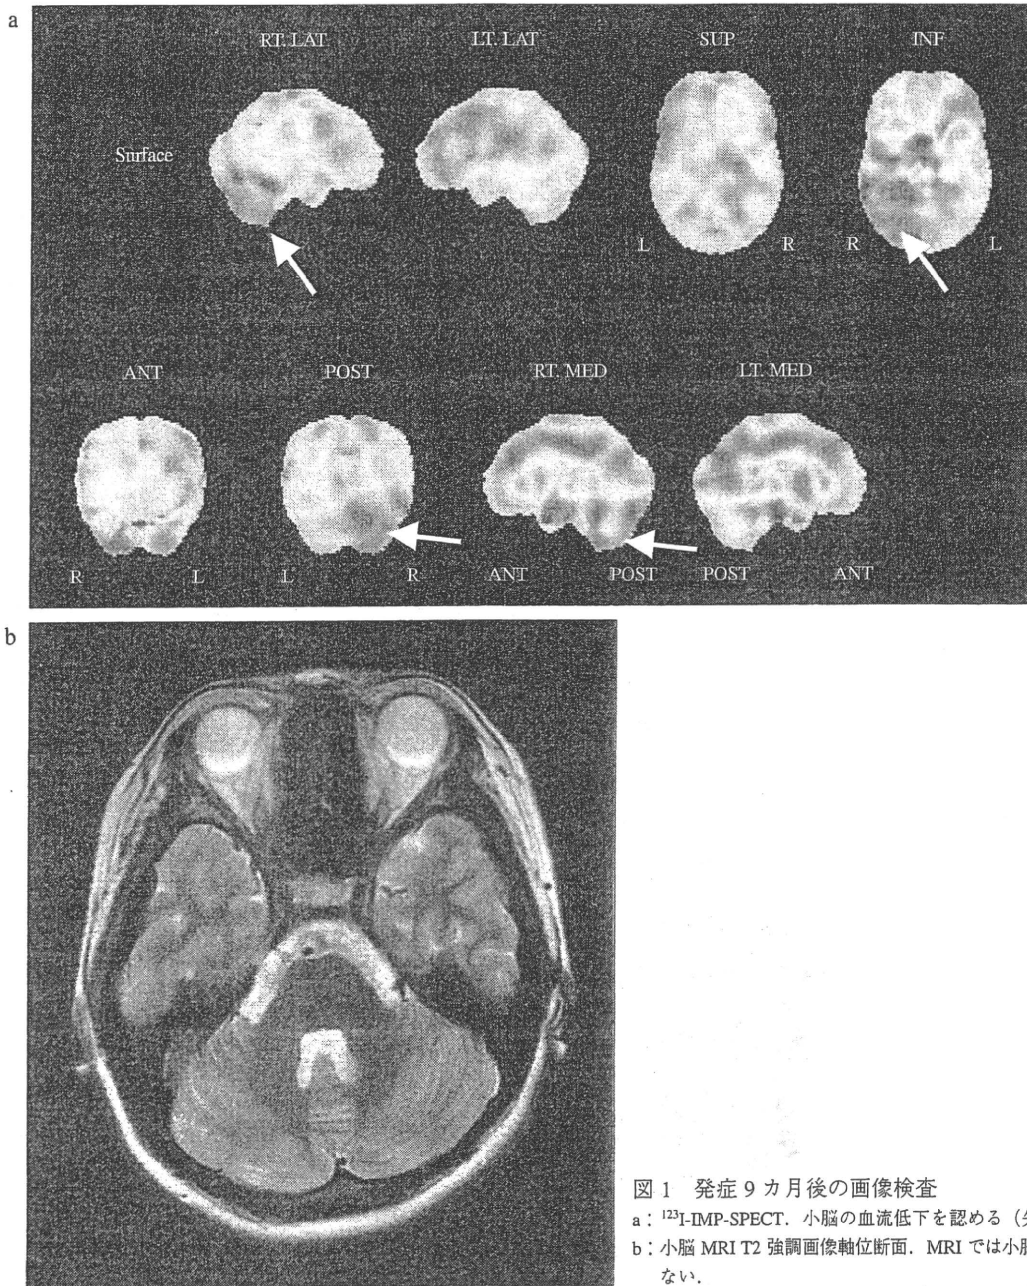 a
RT. LAT LT. LAT SUP INF
Surface
L R R L
ANT POST RT. MED LT. MED
R L L R ANT POST POST ANT
b
図1 発症9カ月後の画像検査
a：¹²³I-IMP-SPECT．小脳の血流低下を認める（
b：小脳 MRI T2 強調画像軸位断面．MRI では小脳
ない．